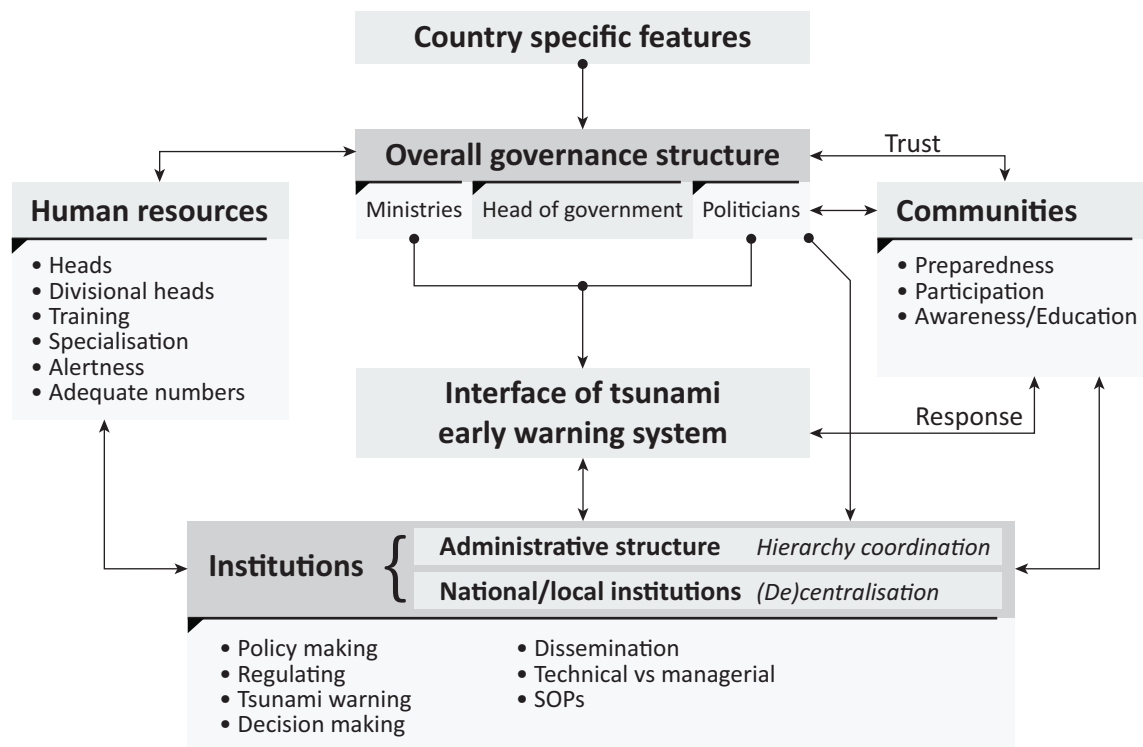 Country specific features
Overall governance structure
Trust
Ministries
Head of government
Politicians
Human resources
• Heads
• Divisional heads
• Training
• Specialisation
• Alertness
• Adequate numbers
Communities
• Preparedness
• Participation
• Awareness/Education
Interface of tsunami
early warning system
Response
Institutions
{
Administrative structure Hierarchy coordination
National/local institutions (De)centralisation
• Policy making
• Regulating
• Tsunami warning
• Decision making
• Dissemination
• Technical vs managerial
• SOPs